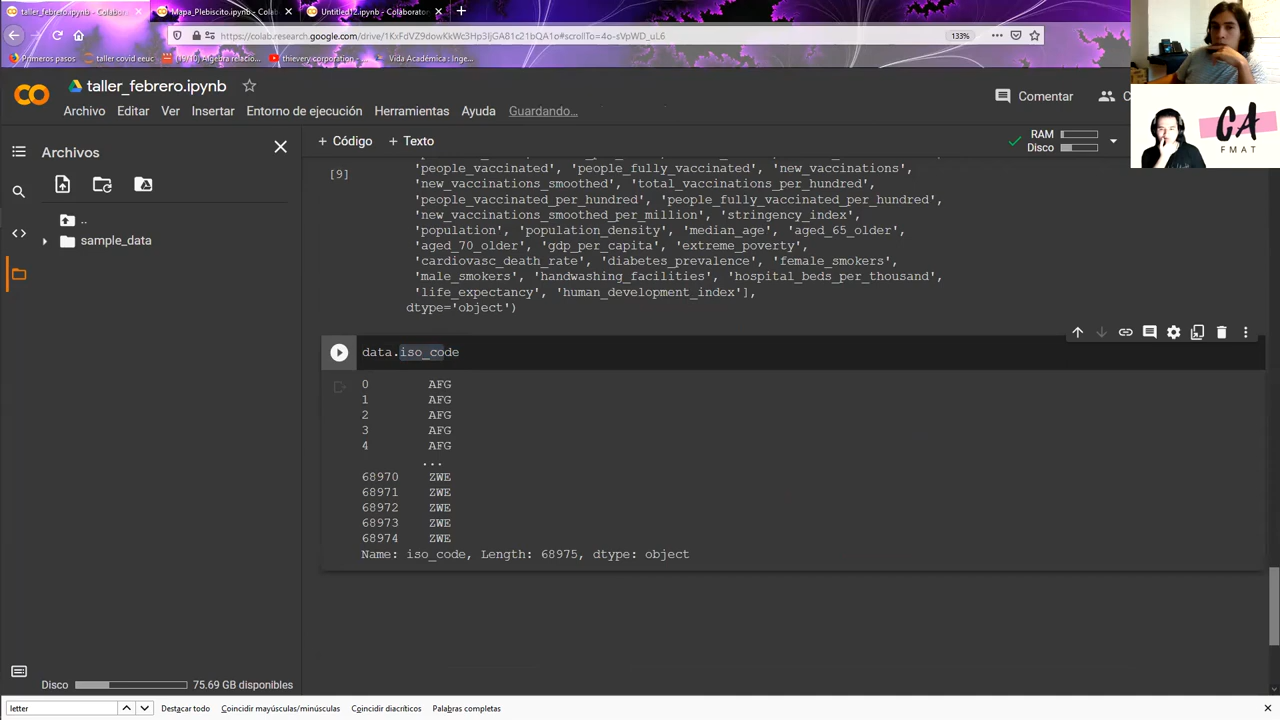 taller_febrero.ipynb - Colabor
Mapa_Plebiscito.ipynb - Colab
Untitled12.ipynb - Colaborator
https://colab.research.google.com/drive/1KxFdVZ9dowKkWc3Hp3IjGA81c21bQA1o#scrollTo=4o-sVpWD_uL6
133%
Primeros pasos
taller covid eeuc
(19/10) Álgebra relacio...
thievery corporation - ...
Vida Académica : Inge...
taller_febrero.ipynb
Archivo Editar Ver Insertar Entorno de ejecución Herramientas Ayuda Guardando...
Comentar
CA
FMAT
Archivos
+ Código + Texto
RAM
Disco
..
sample_data
[9]
'people_vaccinated', 'people_fully_vaccinated', 'new_vaccinations',
'new_vaccinations_smoothed', 'total_vaccinations_per_hundred',
'people_vaccinated_per_hundred', 'people_fully_vaccinated_per_hundred',
'new_vaccinations_smoothed_per_million', 'stringency_index',
'population', 'population_density', 'median_age', 'aged_65_older',
'aged_70_older', 'gdp_per_capita', 'extreme_poverty',
'cardiovasc_death_rate', 'diabetes_prevalence', 'female_smokers',
'male_smokers', 'handwashing_facilities', 'hospital_beds_per_thousand',
'life_expectancy', 'human_development_index'],
dtype='object')
data.iso_code
0 AFG
1 AFG
2 AFG
3 AFG
4 AFG
...
68970 ZWE
68971 ZWE
68972 ZWE
68973 ZWE
68974 ZWE
Name: iso_code, Length: 68975, dtype: object
Disco 75.69 GB disponibles
letter
Destacar todo Coincidir mayúsculas/minúsculas Coincidir diacríticos Palabras completas